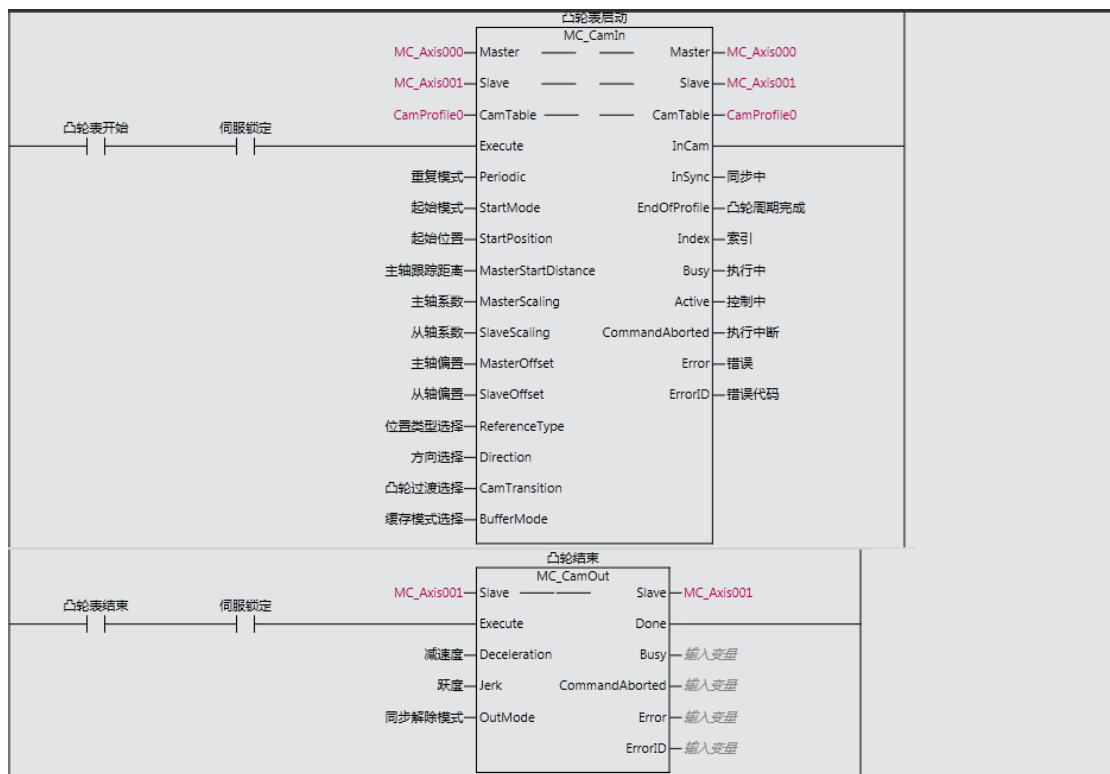 凸轮表启动
MC_CamIn
MC_Axis000 Master Master MC_Axis000
MC_Axis001 Slave Slave MC_Axis001
CamProfile0 CamTable CamTable CamProfile0
凸轮表开始 伺服锁定
Execute InCam
重复模式 Periodic InSync 同步中
起始模式 StartMode EndOfProfile 凸轮周期完成
起始位置 StartPosition Index 索引
主轴跟踪距离 MasterStartDistance Busy 执行中
主轴系数 MasterScaling Active 控制中
从轴系数 SlaveScaling CommandAborted 执行中断
主轴偏置 MasterOffset Error 错误
从轴偏置 SlaveOffset ErrorID 错误代码
位置类型选择 ReferenceType
方向选择 Direction
凸轮过渡选择 CamTransition
缓存模式选择 BufferMode
凸轮结束
MC_CamOut
MC_Axis001 Slave Slave MC_Axis001
凸轮表结束 伺服锁定
Execute Done
减速度 Deceleration Busy 输入变量
跃度 Jerk CommandAborted 输入变量
同步解除模式 OutMode Error 输入变量
ErrorID 输入变量